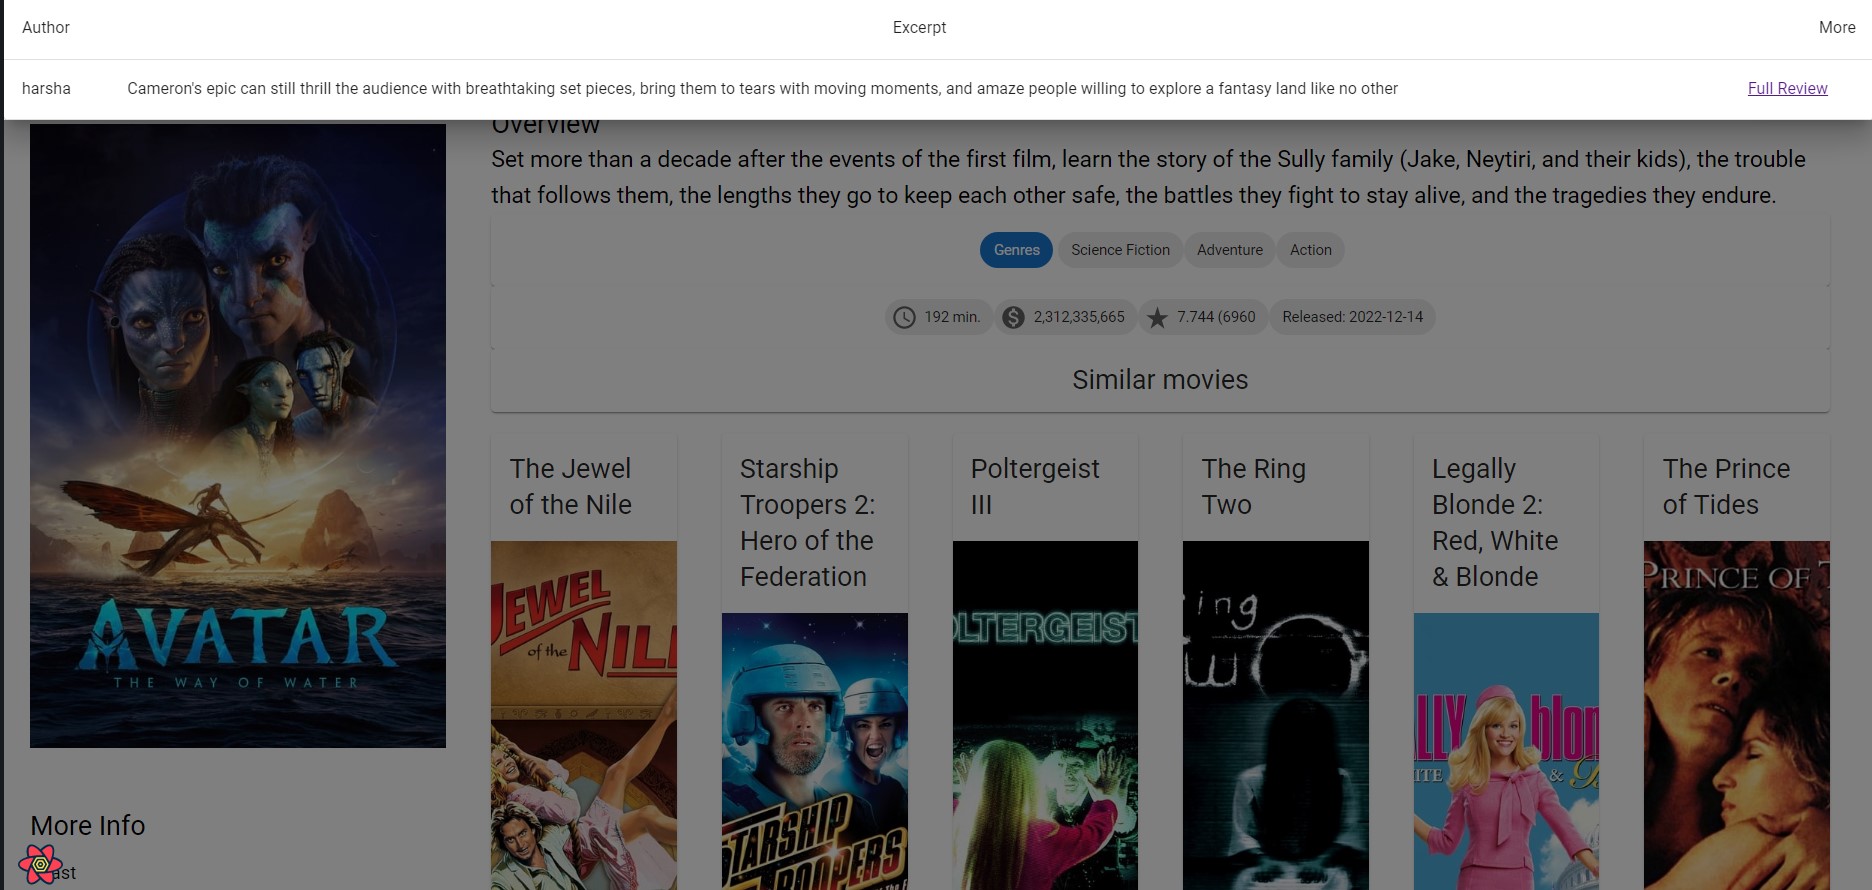 Author Excerpt More
harsha Cameron's epic can still thrill the audience with breathtaking set pieces, bring them to tears with moving moments, and amaze people willing to explore a fantasy land like no other Full Review
Overview
Set more than a decade after the events of the first film, learn the story of the Sully family (Jake, Neytiri, and their kids), the trouble
that follows them, the lengths they go to keep each other safe, the battles they fight to stay alive, and the tragedies they endure.
Genres Science Fiction Adventure Action
192 min. 2,312,335,665 7.744 (6960 Released: 2022-12-14
Similar movies
The Jewel
of the Nile
Starship
Troopers 2:
Hero of the
Federation
Poltergeist
III
The Ring
Two
Legally
Blonde 2:
Red, White
& Blonde
The Prince
of Tides
AVATAR
THE WAY OF WATER
JEWEL
of the NIL
STARSHIP
TROOPERS
OLTERGEIST
ing
W
LLY blon
ITE &
PRINCE OF T
More Info
ast